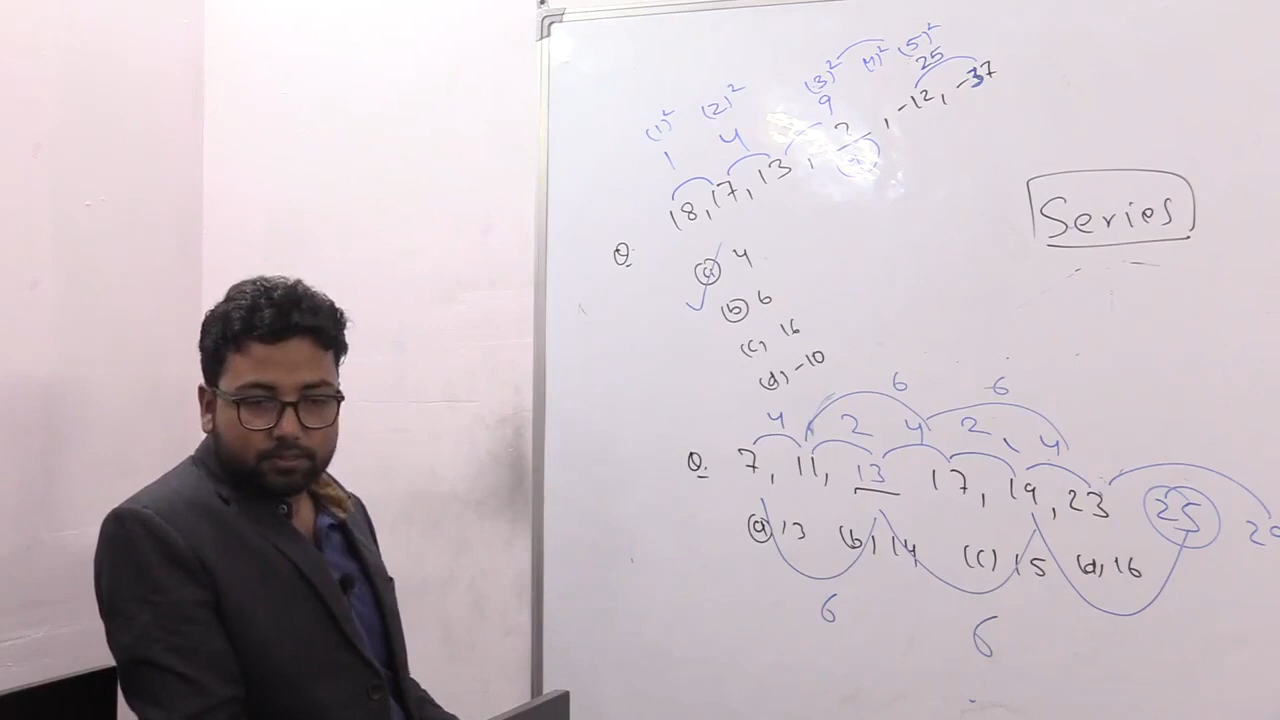 (1)² (2)² (3)² (4)² (5)²
1 4 9 25
18, 17, 13, ?, -12, -37
Series
Q.
(a) 4
(b) 6
(c) 16
(d) -10
6 6
4 2 4 2 4
Q. 7, 11, 13 17, 19, 23 25 29
(a) 13 (b) 14 (c) 15 (d) 16
6 6